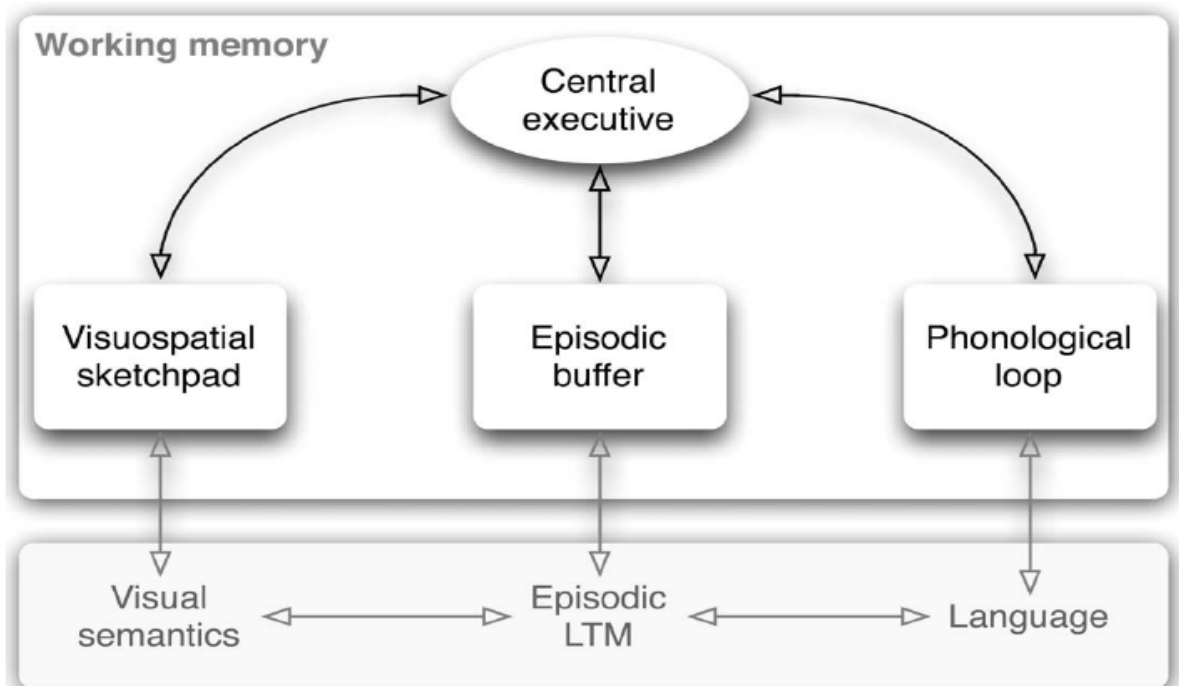 Working memory
Central
executive
Visuospatial
sketchpad
Episodic
buffer
Phonological
loop
Visual
semantics
Episodic
LTM
Language